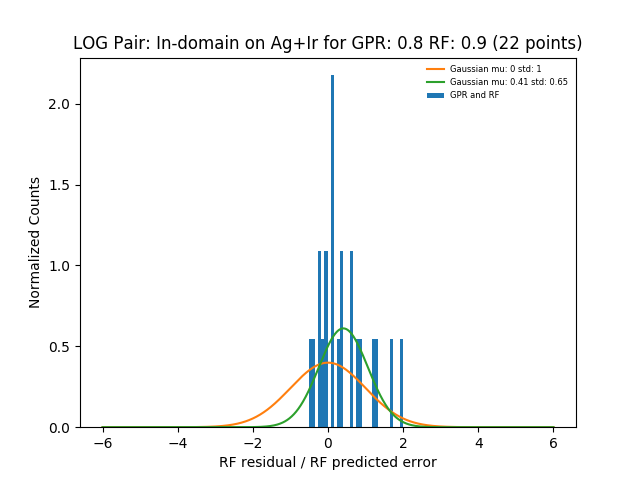 LOG Pair: In-domain on Ag+Ir for GPR: 0.8 RF: 0.9 (22 points)
Gaussian mu: 0 std: 1
Gaussian mu: 0.41 std: 0.65
GPR and RF
Normalized Counts
2.0
1.5
1.0
0.5
0.0
−6 −4 −2 0 2 4 6
RF residual / RF predicted error